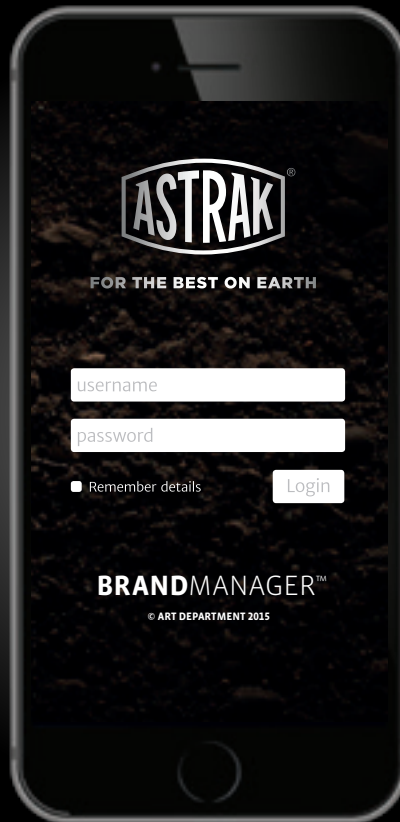 ASTRAK®
FOR THE BEST ON EARTH
username
password
Remember details
Login
BRANDMANAGER™
© ART DEPARTMENT 2015